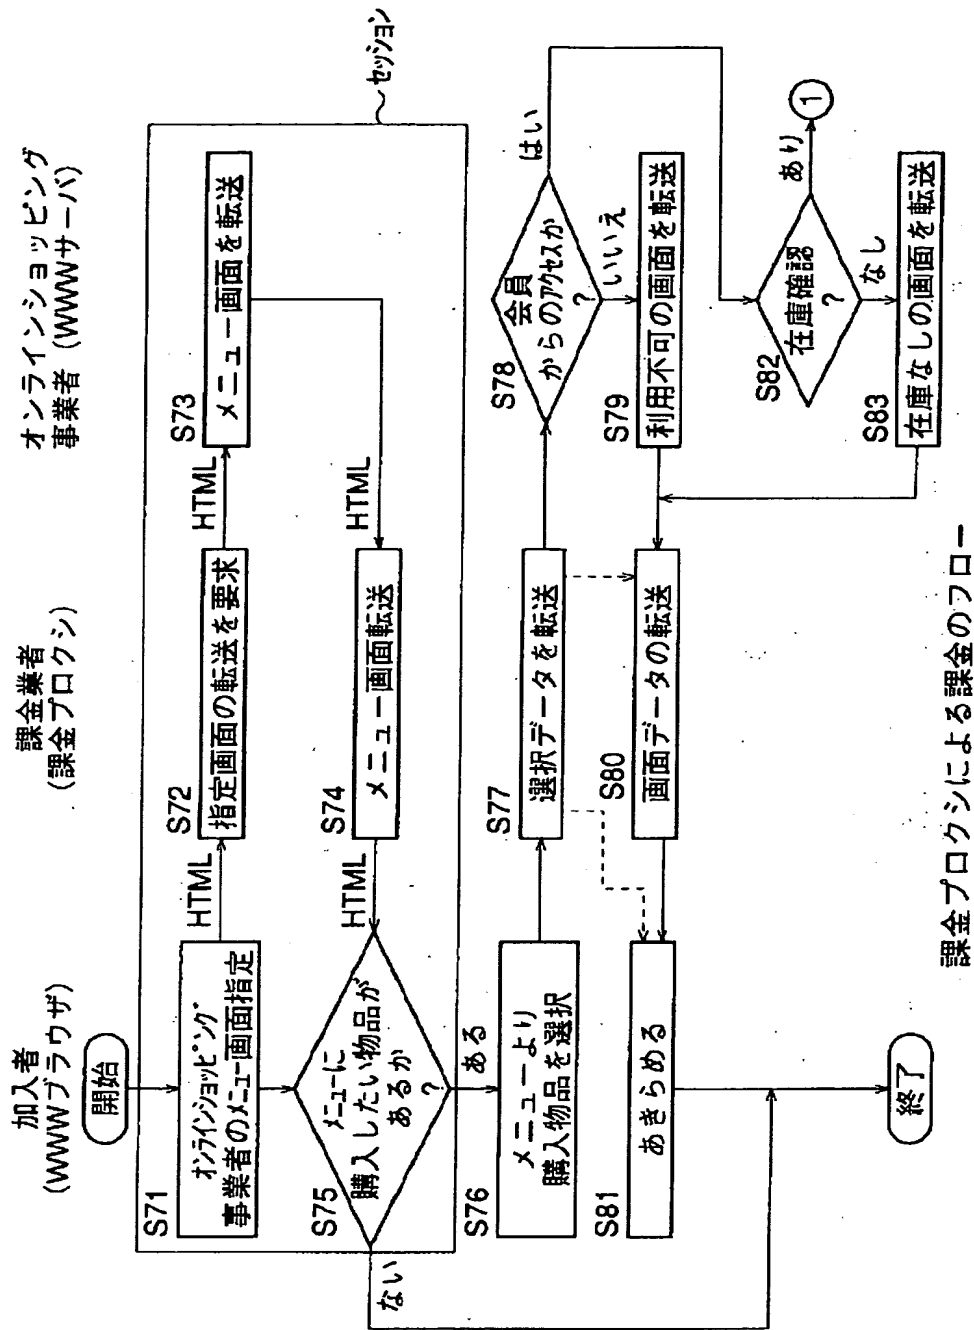 加入者
(WWWブラウザ)
課金業者
(課金プロクシ)
オンラインショッピング
事業者 (WWWサーバ)
開始
セッション
S71
オンラインショッピング
事業者のメニュー画面指定
HTML
S72
指定画面の転送を要求
HTML
S73
メニュー画面を転送
HTML
S74
メニュー画面転送
HTML
S75
メニューに
購入したい物品が
あるか
?
ない
ある
S76
メニューより
購入物品を選択
S77
選択データを転送
S78
会員
からのアクセスか
?
はい
いいえ
S79
利用不可の画面を転送
S80
画面データの転送
S81
あきらめる
S82
在庫確認
?
あり
1
なし
S83
在庫なしの画面を転送
終了
課金プロクシによる課金のフロー